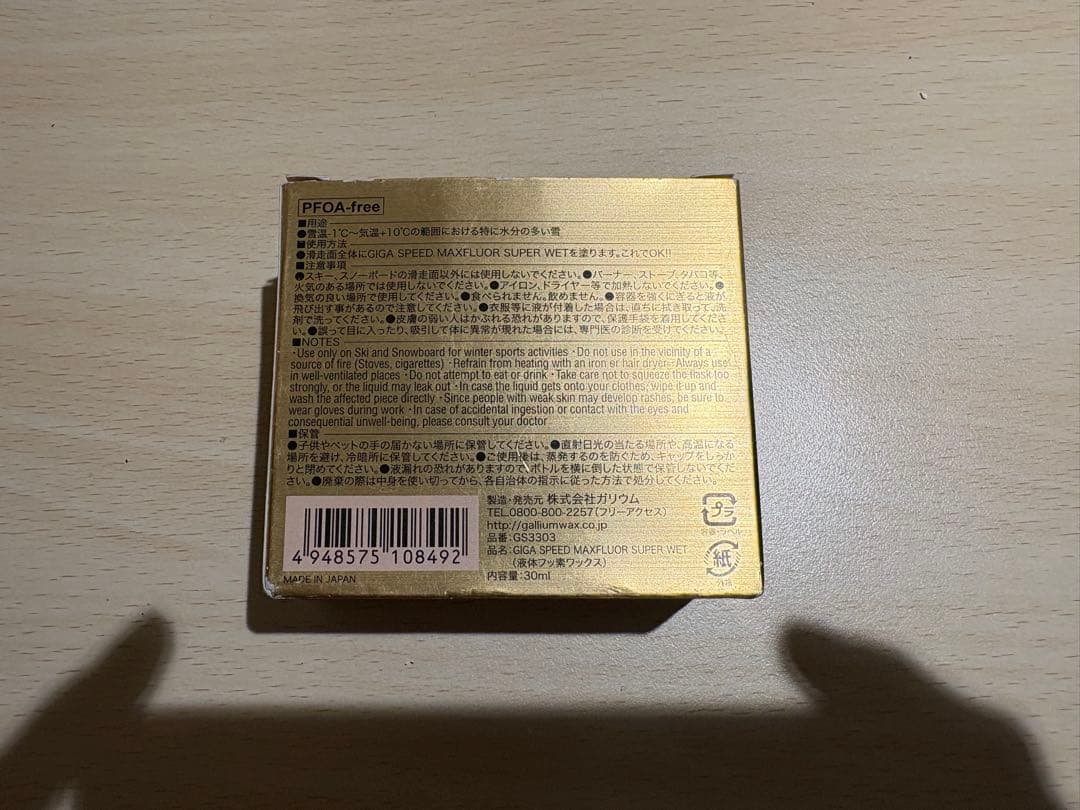 PFOA-free
■用途
●雪温-1℃～気温+10℃の範囲における特に水分の多い雪
■使用方法
●滑走面全体にGIGA SPEED MAXFLUOR SUPER WETを塗ります。これでOK!!
■注意事項
●スキー、スノーボードの滑走面以外には使用しないでください。●バーナー、ストーブ、タバコ等、
火気のある場所では使用しないでください。●アイロン、ドライヤー等で加熱しないでください。●
換気の良い場所で使用してください。●食べられません。飲めません。●容器を強くにぎると液が
飛び出す事があるので注意してください。●衣服等に液が付着した場合は、直ちに拭き取って、洗
剤で洗ってください。●皮膚の弱い人はかぶれる恐れがありますので、保護手袋を着用してくださ
い。●誤って目に入ったり、吸引して体に異常が現れた場合には、専門医の診断を受けてください。
■NOTES
･Use only on Ski and Snowboard for winter sports activities ･Do not use in the vicinity of a
source of fire (Stoves, cigarettes) ･Refrain from heating with an iron or hair dryer ･Always use
in well-ventilated places ･Do not attempt to eat or drink ･Take care not to squeeze the flask too
strongly, or the liquid may leak out ･In case the liquid gets onto your clothes, wipe it up and
wash the affected piece directly ･Since people with weak skin may develop rashes, be sure to
wear gloves during work ･In case of accidental ingestion or contact with the eyes and
consequential unwell-being, please consult your doctor
■保管
●子供やペットの手の届かない場所に保管してください。●直射日光の当たる場所や、高温になる
場所を避け、冷暗所に保管してください。●ご使用後は、蒸発するのを防ぐため、キャップをしっか
りと閉めてください。●液漏れの恐れがありますので、ボトルを横に倒した状態で保管しないでくだ
さい。●廃棄の際は中身を使い切ってから、各自治体の指示に従った方法で処分してください。
製造・発売元 株式会社ガリウム
TEL.0800-800-2257(フリーアクセス)
http://galliumwax.co.jp
品番:GS3303
品名:GIGA SPEED MAXFLUOR SUPER WET
(液体フッ素ワックス)
内容量:30ml
4 948575 108492
MADE IN JAPAN
プラ
容器・ラベル
紙
外箱